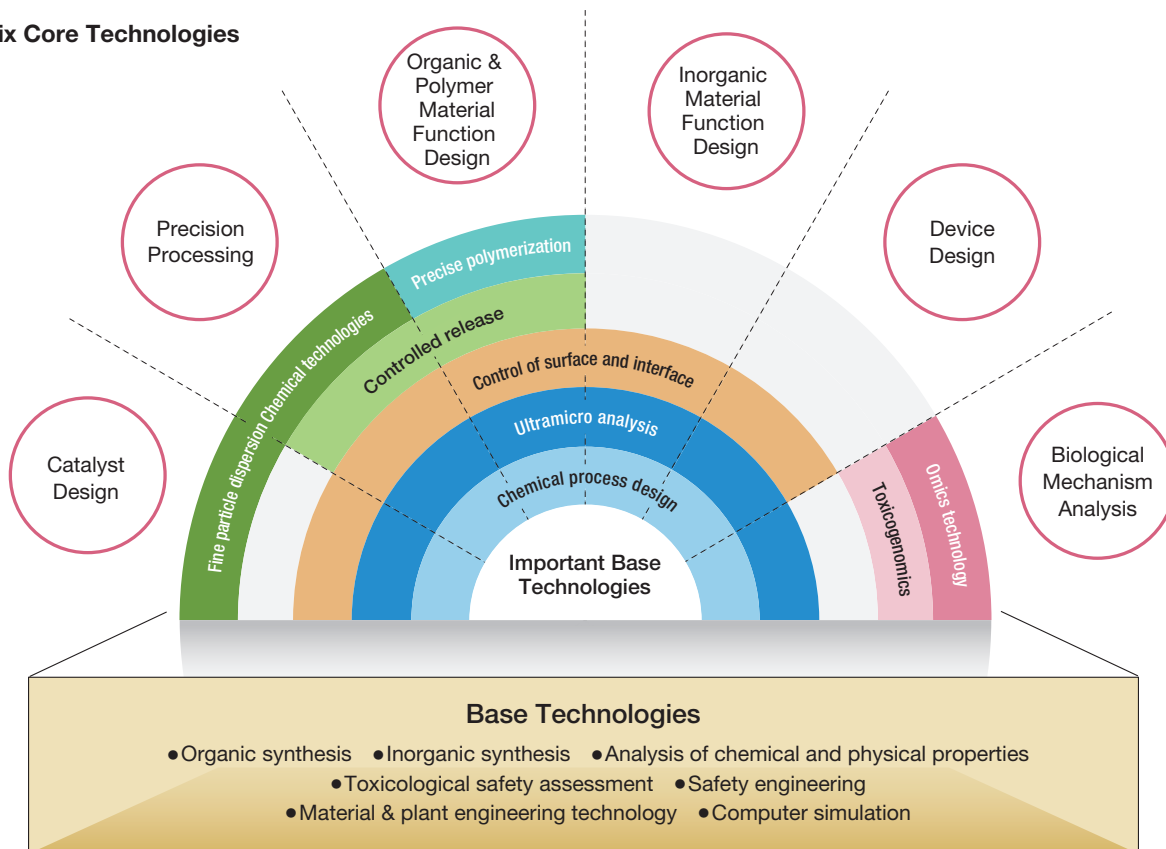 ix Core Technologies
Organic &
Polymer
Material
Function
Design
Inorganic
Material
Function
Design
Precision
Processing
Device
Design
Catalyst
Design
Biological
Mechanism
Analysis
Precise polymerization
Fine particle dispersion Chemical technologies
Controlled release
Control of surface and interface
Ultramicro analysis
Chemical process design
Toxicogenomics
Omics technology
Important Base
Technologies
Base Technologies
●Organic synthesis ●Inorganic synthesis ●Analysis of chemical and physical properties
●Toxicological safety assessment ●Safety engineering
●Material & plant engineering technology ●Computer simulation